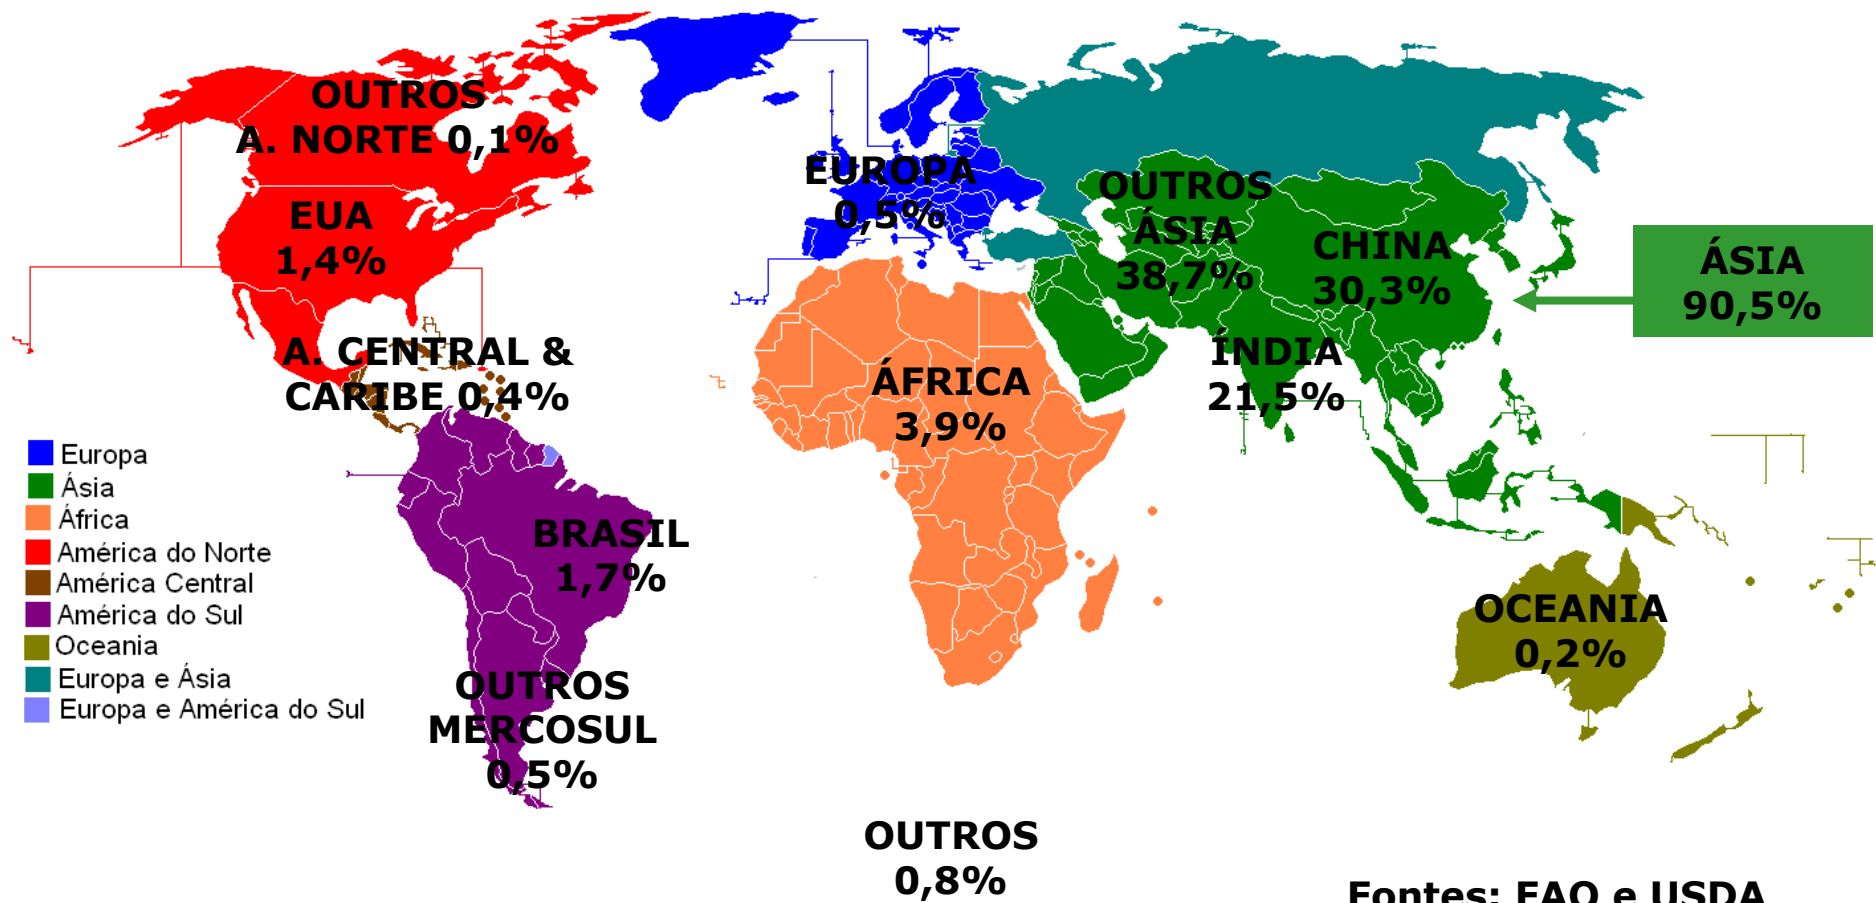 OUTROS
A. NORTE 0,1%
EUA
1,4%
A. CENTRAL &
CARIBE 0,4%
EUROPA
0,5%
OUTROS
ÁSIA
38,7%
CHINA
30,3%
ÁSIA
90,5%
ÍNDIA
21,5%
ÁFRICA
3,9%
BRASIL
1,7%
OUTROS
MERCOSUL
0,5%
OCEANIA
0,2%
Europa
Ásia
África
América do Norte
América Central
América do Sul
Oceania
Europa e Ásia
Europa e América do Sul
OUTROS
0,8%
Fontes: FAO e USDA